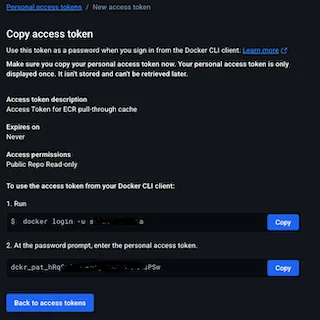 Personal access tokens / New access token
Copy access token
Use this token as a password when you sign in from the Docker CLI client. Learn more
Make sure you copy your personal access token now. Your personal access token is only
displayed once. It isn't stored and can't be retrieved later.
Access token description
Access Token for ECR pull-through cache
Expires on
Never
Access permissions
Public Repo Read-only
To use the access token from your Docker CLI client:
1. Run
$ docker login -u s a
Copy
2. At the password prompt, enter the personal access token.
Copy
Back to access tokens